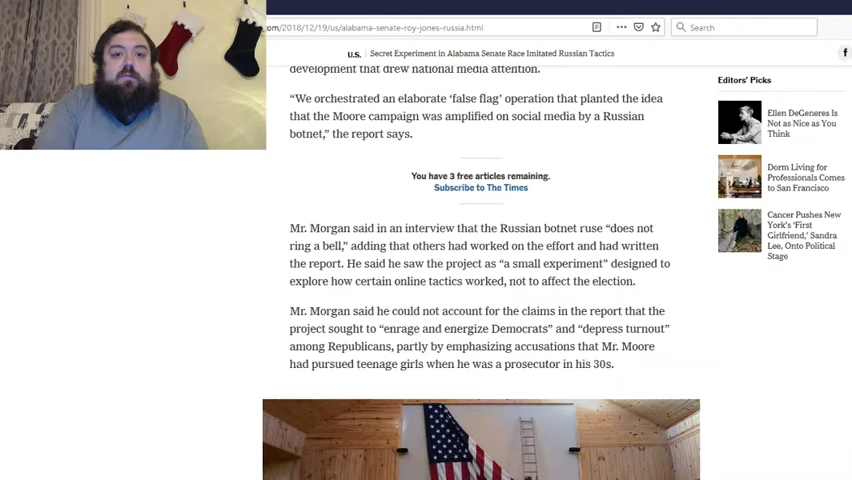 com/2018/12/19/us/alabama-senate-roy-jones-russia.html
Search
U.S.
Secret Experiment in Alabama Senate Race Imitated Russian Tactics
development that drew national media attention.
“We orchestrated an elaborate ‘false flag’ operation that planted the idea
that the Moore campaign was amplified on social media by a Russian
botnet,” the report says.
You have 3 free articles remaining.
Subscribe to The Times
Mr. Morgan said in an interview that the Russian botnet ruse “does not
ring a bell,” adding that others had worked on the effort and had written
the report. He said he saw the project as “a small experiment” designed to
explore how certain online tactics worked, not to affect the election.
Mr. Morgan said he could not account for the claims in the report that the
project sought to “enrage and energize Democrats” and “depress turnout”
among Republicans, partly by emphasizing accusations that Mr. Moore
had pursued teenage girls when he was a prosecutor in his 30s.
Editors’ Picks
Ellen DeGeneres Is
Not as Nice as You
Think
Dorm Living for
Professionals Comes
to San Francisco
Cancer Pushes New
York’s ‘First
Girlfriend,’ Sandra
Lee, Onto Political
Stage